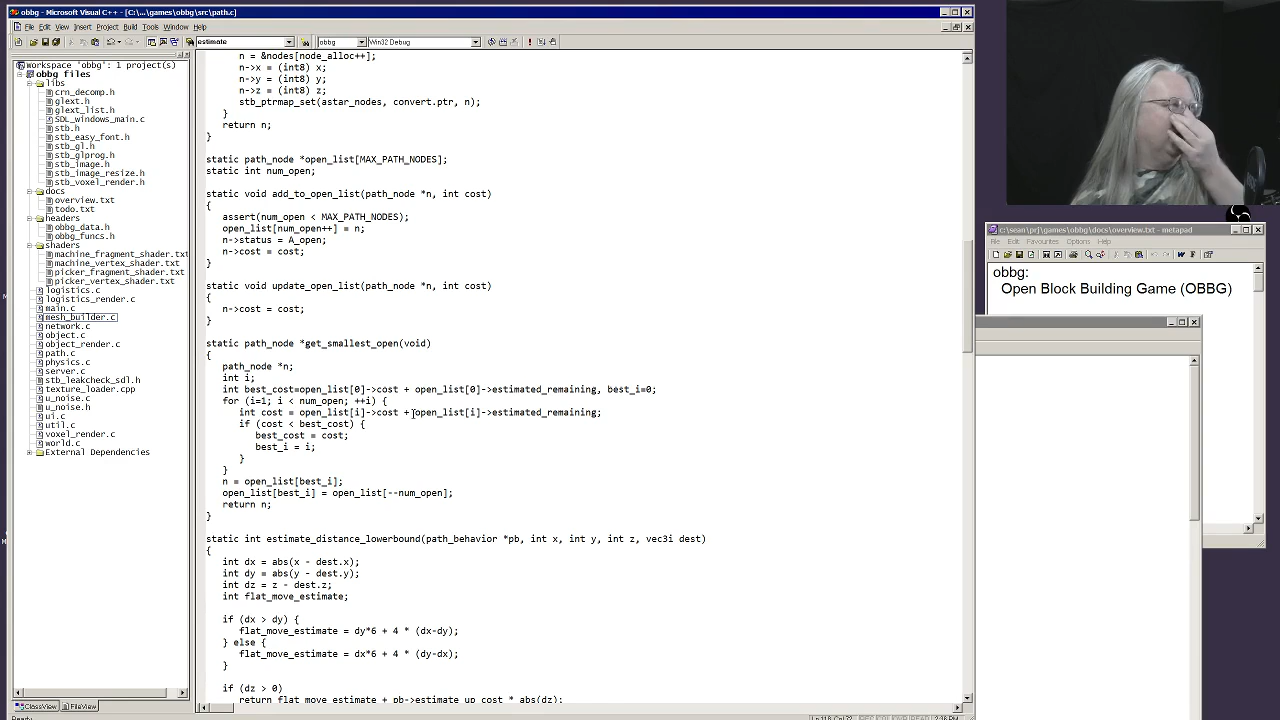 obbg - Microsoft Visual C++ - [C:\...\games\obbg\src\path.c]
File Edit View Insert Project Build Tools Window Help
estimate
obbg
Win32 Debug
Workspace 'obbg': 1 project(s)
obbg files
libs
crn_decomp.h
glext.h
glext_list.h
SDL_windows_main.c
stb.h
stb_easy_font.h
stb_gl.h
stb_glprog.h
stb_image.h
stb_image_resize.h
stb_voxel_render.h
docs
overview.txt
todo.txt
headers
obbg_data.h
obbg_funcs.h
shaders
machine_fragment_shader.txt
machine_vertex_shader.txt
picker_fragment_shader.txt
picker_vertex_shader.txt
logistics.c
logistics_render.c
main.c
mesh_builder.c
network.c
object.c
object_render.c
path.c
physics.c
server.c
stb_leakcheck_sdl.h
texture_loader.cpp
u_noise.c
u_noise.h
ui.c
util.c
voxel_render.c
world.c
External Dependencies
ClassView
FileView
Ready
n = &nodes[node_alloc++];
n->x = (int8) x;
n->y = (int8) y;
n->z = (int8) z;
stb_ptrmap_set(astar_nodes, convert.ptr, n);
}
return n;
}
static path_node *open_list[MAX_PATH_NODES];
static int num_open;
static void add_to_open_list(path_node *n, int cost)
{
assert(num_open < MAX_PATH_NODES);
open_list[num_open++] = n;
n->status = A_open;
n->cost = cost;
}
static void update_open_list(path_node *n, int cost)
{
n->cost = cost;
}
static path_node *get_smallest_open(void)
{
path_node *n;
int i;
int best_cost=open_list[0]->cost + open_list[0]->estimated_remaining, best_i=0;
for (i=1; i < num_open; ++i) {
int cost = open_list[i]->cost + open_list[i]->estimated_remaining;
if (cost < best_cost) {
best_cost = cost;
best_i = i;
}
}
n = open_list[best_i];
open_list[best_i] = open_list[--num_open];
return n;
}
static int estimate_distance_lowerbound(path_behavior *pb, int x, int y, int z, vec3i dest)
{
int dx = abs(x - dest.x);
int dy = abs(y - dest.y);
int dz = z - dest.z;
int flat_move_estimate;
if (dx > dy) {
flat_move_estimate = dy*6 + 4 * (dx-dy);
} else {
flat_move_estimate = dx*6 + 4 * (dy-dx);
}
if (dz > 0)
return flat_move_estimate + pb->estimate_up_cost * abs(dz);
c:\sean\prj\games\obbg\docs\overview.txt - metapad
File Edit Favourites Options Help
obbg:
Open Block Building Game (OBBG)